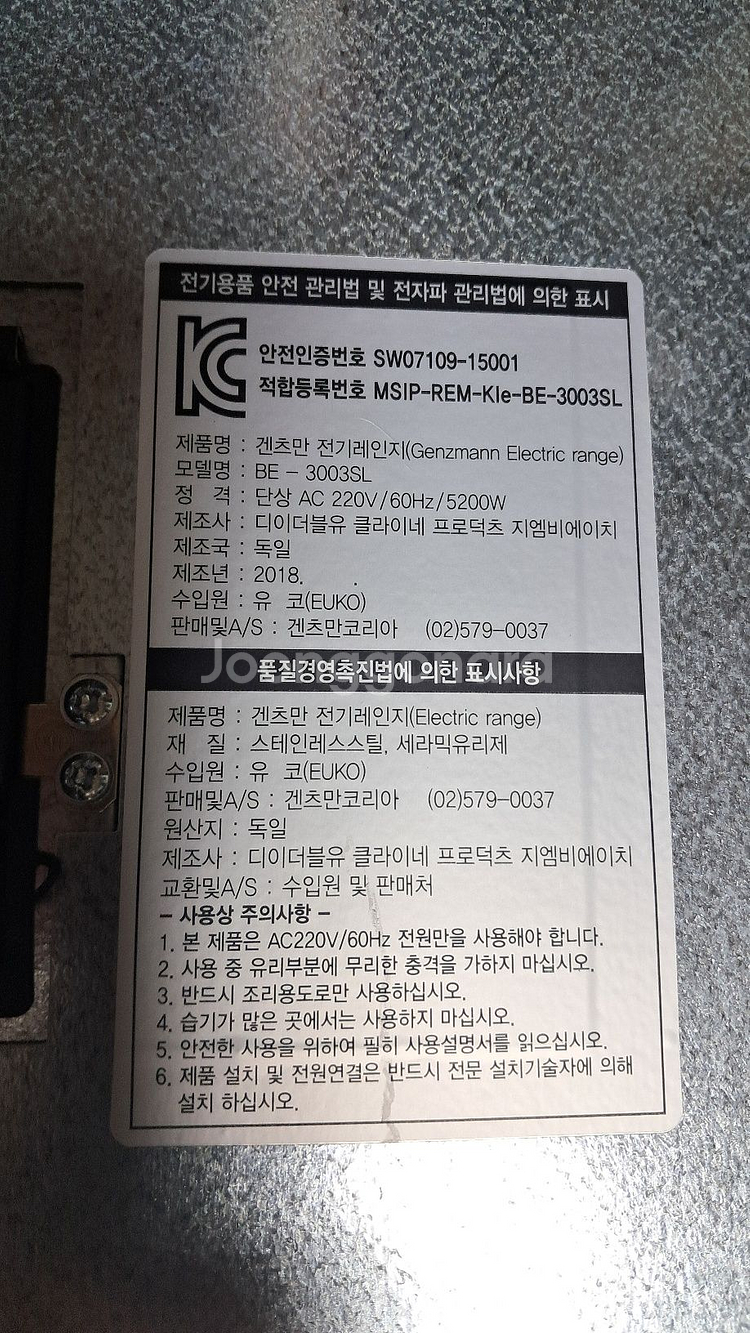 전기용품 안전 관리법 및 전자파 관리법에 의한 표시
KC 안전인증번호 SW07109-15001
적합등록번호 MSIP-REM-Kle-BE-3003SL
제품명 : 겐츠만 전기레인지(Genzmann Electric range)
모델명 : BE - 3003SL
정 격 : 단상 AC 220V/60Hz/5200W
제조사 : 디이더블유 클라이네 프로덕츠 지엠비에이치
제조국 : 독일
제조년 : 2018. .
수입원 : 유 코(EUKO)
판매및A/S : 겐츠만코리아 (02)579-0037
Joonggonara
품질경영촉진법에 의한 표시사항
제품명 : 겐츠만 전기레인지(Electric range)
재 질 : 스테인레스스틸, 세라믹유리제
수입원 : 유 코(EUKO)
판매및A/S : 겐츠만코리아 (02)579-0037
원산지 : 독일
제조사 : 디이더블유 클라이네 프로덕츠 지엠비에이치
교환및A/S : 수입원 및 판매처
- 사용상 주의사항 -
1. 본 제품은 AC220V/60Hz 전원만을 사용해야 합니다.
2. 사용 중 유리부분에 무리한 충격을 가하지 마십시오.
3. 반드시 조리용도로만 사용하십시오.
4. 습기가 많은 곳에서는 사용하지 마십시오.
5. 안전한 사용을 위하여 필히 사용설명서를 읽으십시오.
6. 제품 설치 및 전원연결은 반드시 전문 설치기술자에 의해
설치 하십시오.